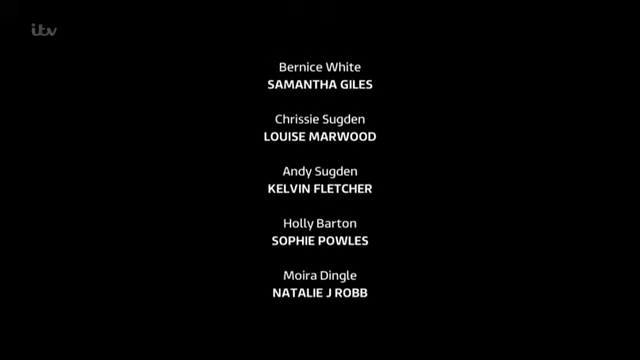 itv
Bernice White
SAMANTHA GILES
Chrissie Sugden
LOUISE MARWOOD
Andy Sugden
KELVIN FLETCHER
Holly Barton
SOPHIE POWLES
Moira Dingle
NATALIE J ROBB